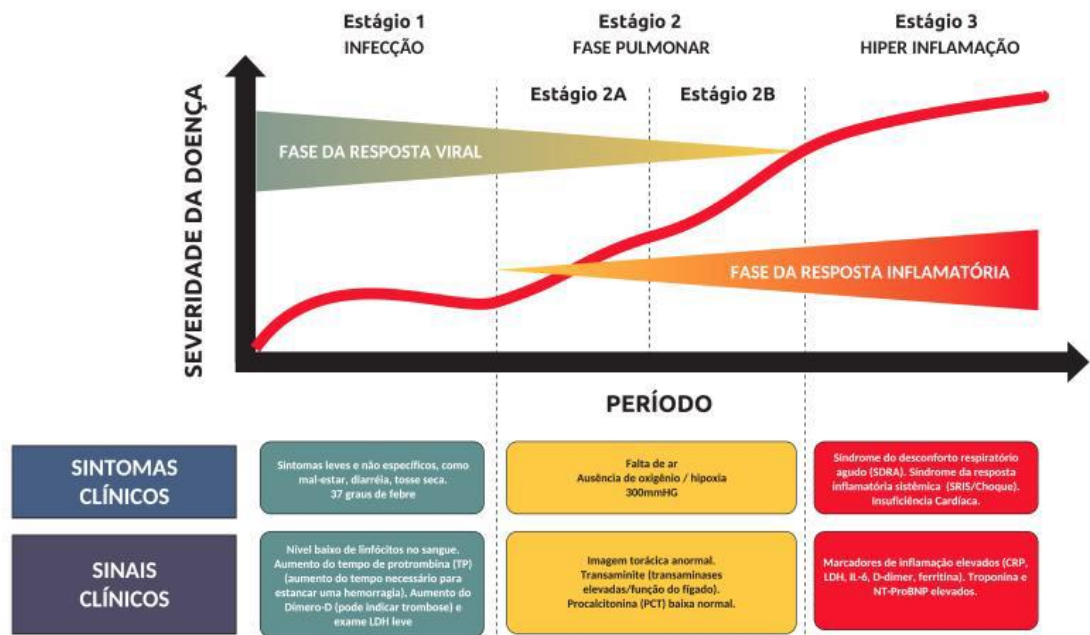 Estágio 1
INFECÇÃO
Estágio 2
FASE PULMONAR
Estágio 3
HIPER INFLAMAÇÃO
Estágio 2A
Estágio 2B
SEVERIDADE DA DOENÇA
FASE DA RESPOSTA VIRAL
FASE DA RESPOSTA INFLAMATÓRIA
PERÍODO
SINTOMAS
CLÍNICOS
Sintomas leves e não específicos, como
mal-estar, diarréia, tosse seca.
37 graus de febre
Falta de ar
Ausência de oxigênio / hipoxia
300mmHG
Síndrome do desconforto respiratório
agudo (SDRA). Síndrome da resposta
inflamatória sistêmica (SRIS/Choque).
Insuficiência Cardíaca.
SINAIS
CLÍNICOS
Nível baixo de linfócitos no sangue.
Aumento do tempo de protrombina (TP)
(aumento do tempo necessário para
estancar uma hemorragia), Aumento do
Dímero-D (pode indicar trombose) e
exame LDH leve
Imagem torácica anormal.
Transaminite (transaminases
elevadas/função do fígado).
Procalcitonina (PCT) baixa normal.
Marcadores de inflamação elevados (CRP,
LDH, IL-6, D-dimer, ferritina). Troponina e
NT-ProBNP elevados.